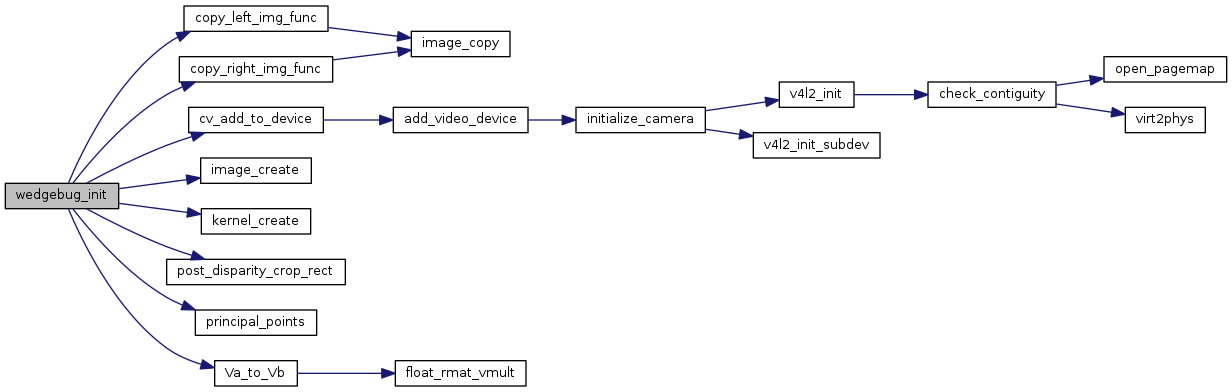 wedgebug_init
copy_left_img_func
copy_right_img_func
image_copy
cv_add_to_device
add_video_device
initialize_camera
v4l2_init
check_contiguity
open_pagemap
virt2phys
v4l2_init_subdev
image_create
kernel_create
post_disparity_crop_rect
principal_points
Va_to_Vb
float_rmat_vmult